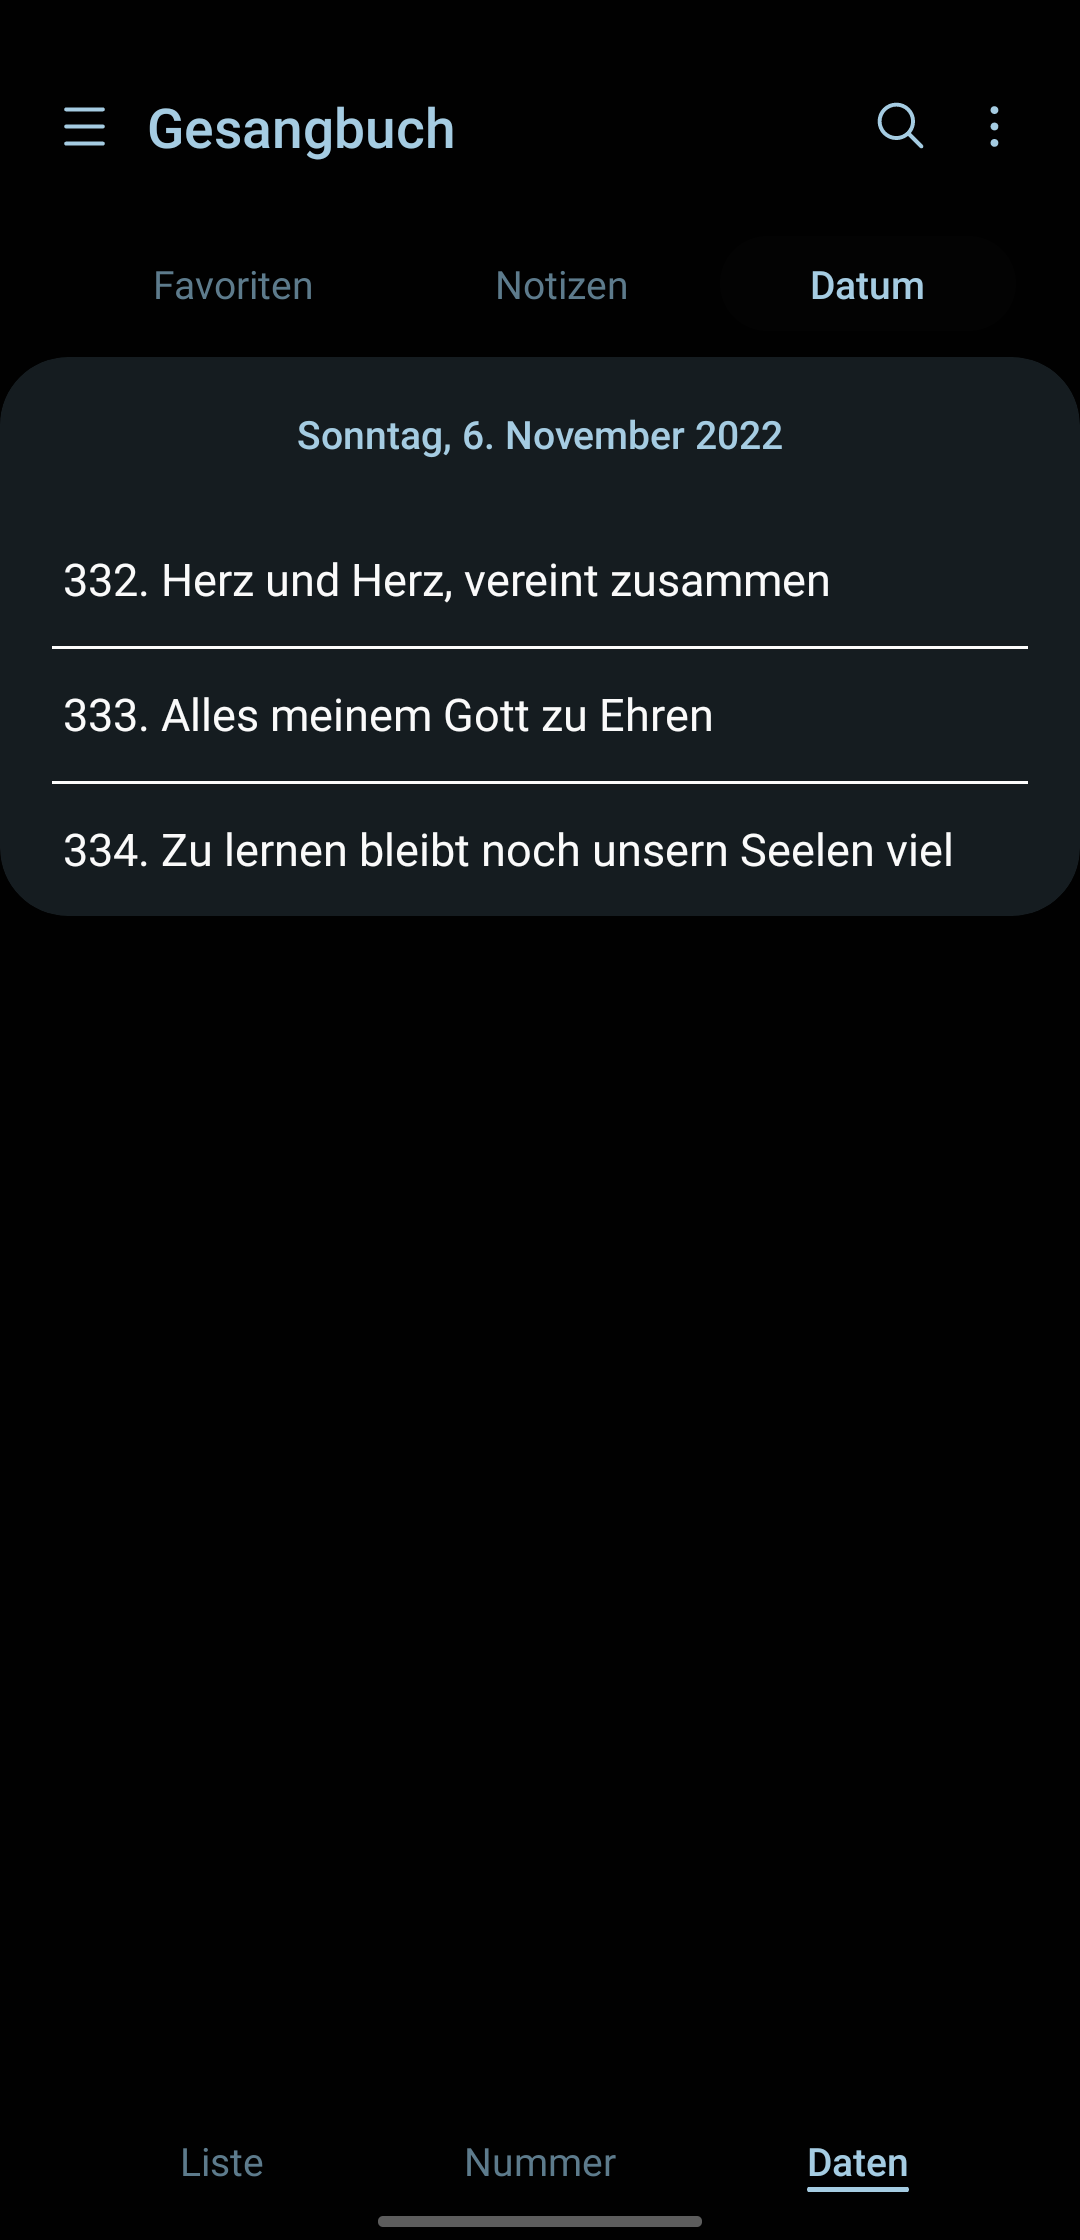 Gesangbuch
Favoriten Notizen Datum
Sonntag, 6. November 2022
332. Herz und Herz, vereint zusammen
333. Alles meinem Gott zu Ehren
334. Zu lernen bleibt noch unsern Seelen viel
Liste Nummer Daten